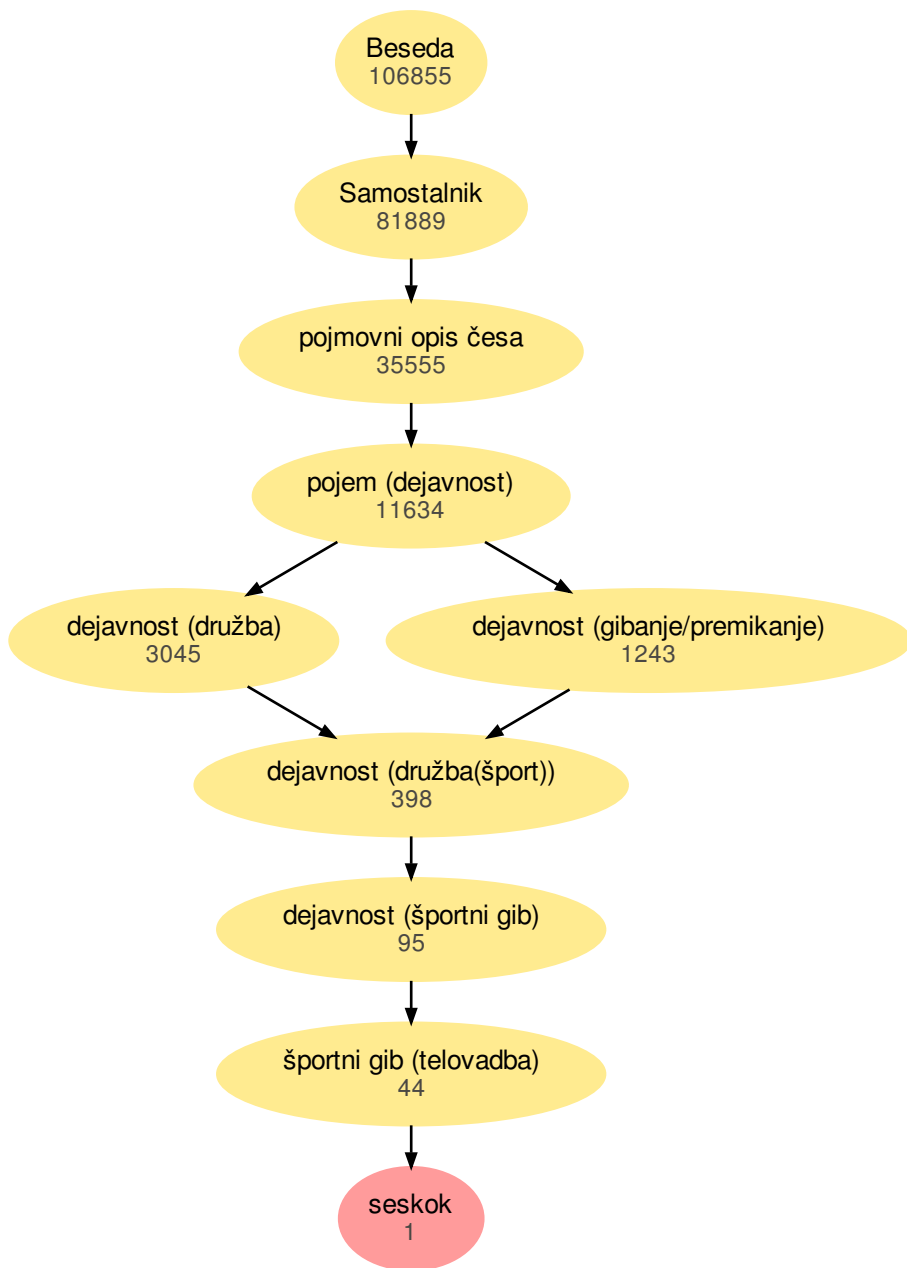 Beseda
106855
Samostalnik
81889
pojmovni opis česa
35555
pojem (dejavnost)
11634
dejavnost (družba)
3045
dejavnost (gibanje/premikanje)
1243
dejavnost (družba(šport))
398
dejavnost (športni gib)
95
športni gib (telovadba)
44
seskok
1